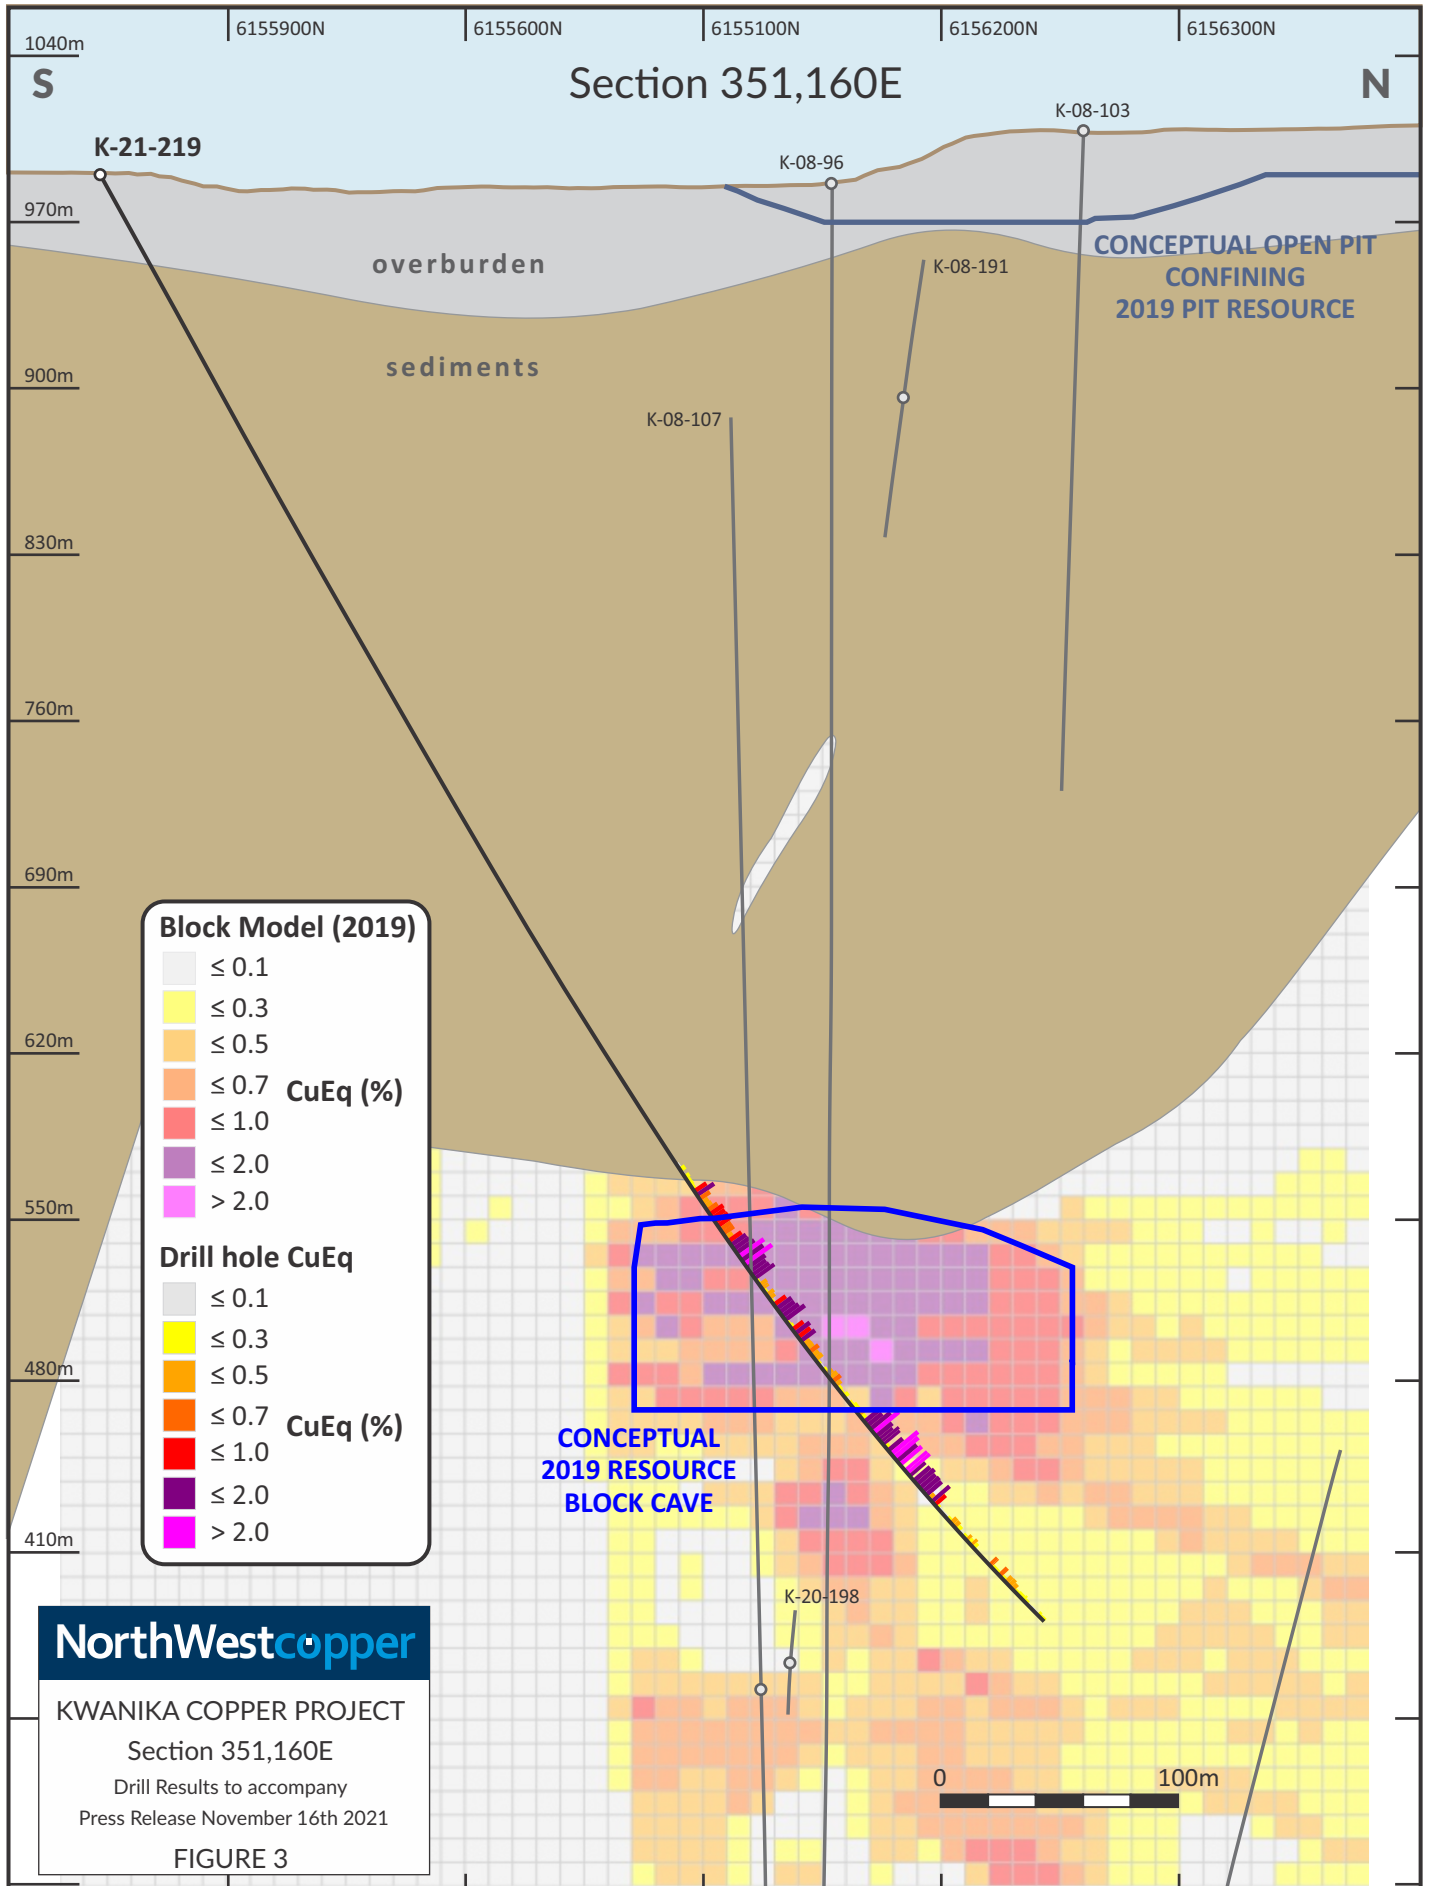 6155900N
6155600N
6155100N
6156200N
6156300N
1040m
S
Section 351,160E
N
K-08-103
K-21-219
K-08-96
970m
CONCEPTUAL OPEN PIT
CONFINING
2019 PIT RESOURCE
overburden
K-08-191
sediments
900m
K-08-107
830m
760m
690m
Block Model (2019)
≤ 0.1
≤ 0.3
≤ 0.5
≤ 0.7
CuEq (%)
≤ 1.0
≤ 2.0
> 2.0
620m
550m
Drill hole CuEq
≤ 0.1
≤ 0.3
≤ 0.5
≤ 0.7
CuEq (%)
≤ 1.0
≤ 2.0
> 2.0
480m
410m
CONCEPTUAL
2019 RESOURCE
BLOCK CAVE
K-20-198
NorthWestcopper
KWANIKA COPPER PROJECT
Section 351,160E
Drill Results to accompany
Press Release November 16th 2021
FIGURE 3
0 100m